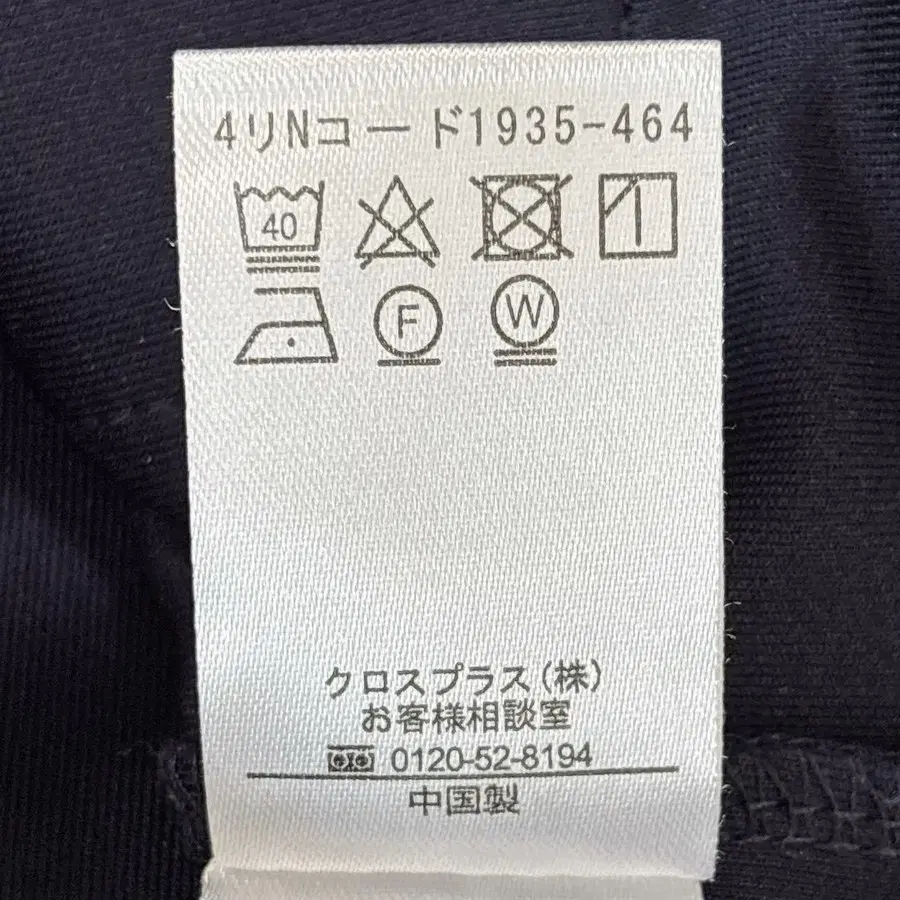 4リNコード1935-464
40
F W
クロスプラス(株)
お客様相談室
0120-52-8194
中国製